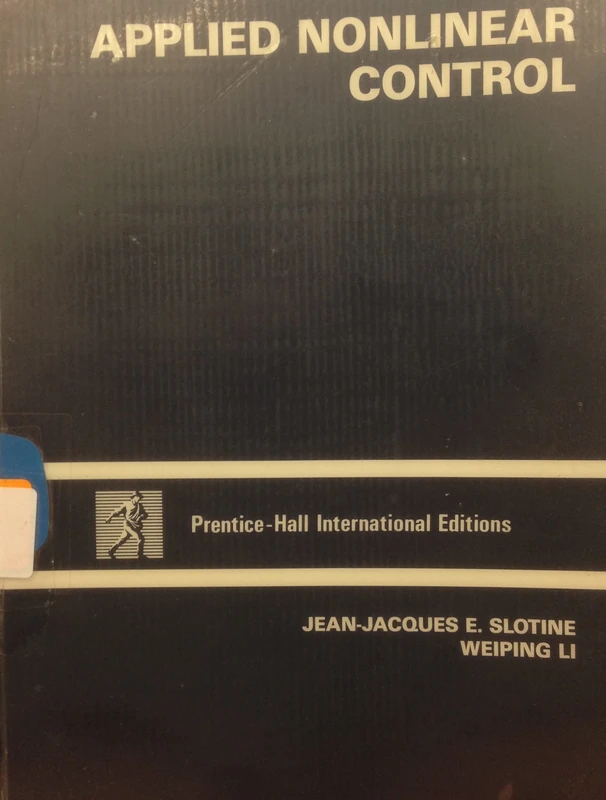 APPLIED NONLINEAR
CONTROL
Prentice-Hall International Editions
JEAN-JACQUES E. SLOTINE
WEIPING LI